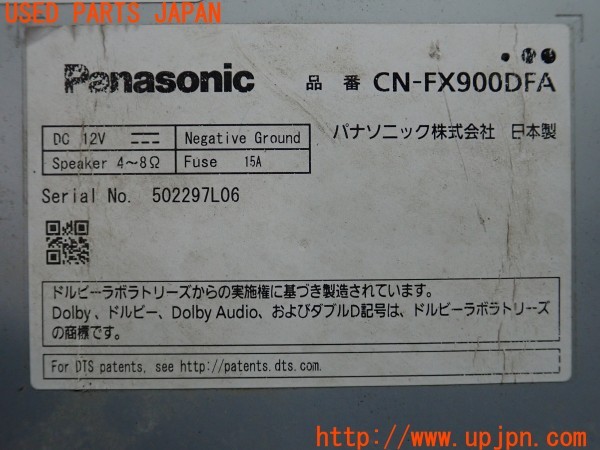 USED PARTS JAPAN
Panasonic 品 番 CN-FX900DFA
DC 12V Negative Ground
Speaker 4～8Ω Fuse 15A
パナソニック株式会社 日本製
Serial No. 502297L06
ドルビーラボラトリーズからの実施権に基づき製造されています。
Dolby、ドルビー、Dolby Audio、およびダブルD記号は、ドルビーラボラトリーズ
の商標です。
For DTS patents, see http://patents.dts.com.
http://www.upjpn.com/